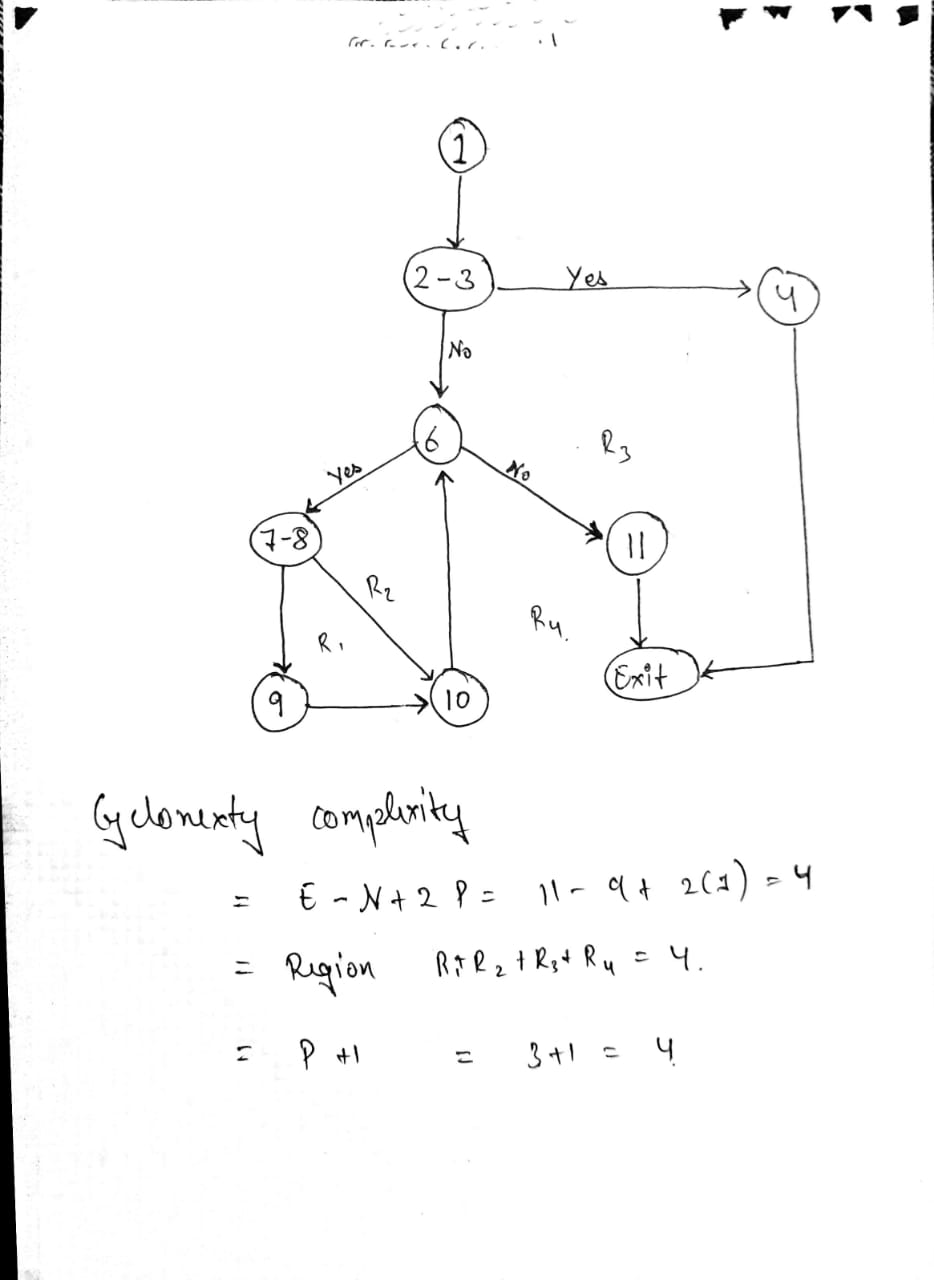 1
2-3
Yes
4
No
6
R3
Yes
No
7-8
11
R2
R1
R4.
Exit
9
10
Cyclonexty complexity
= E - N + 2 P = 11 - 9 + 2(1) = 4
= Region R1+ R2 + R3 + R4 = 4.
= P +1 = 3 +1 = 4